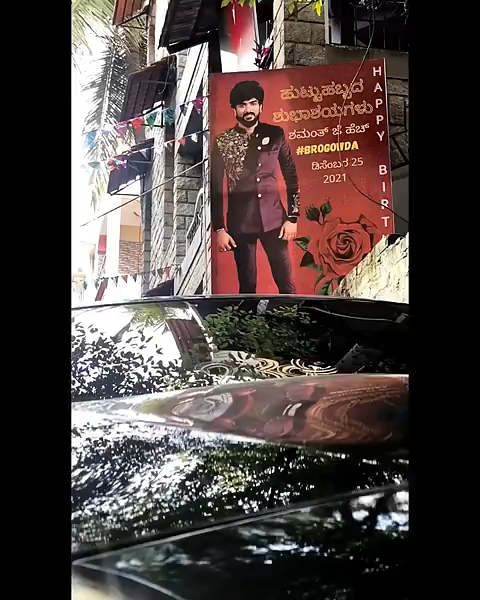 ಹುಟ್ಟುಹಬ್ಬದ
ಶುಭಾಶಯಗಳು
ಶಮಂತ್ ಜಿ ಹೆಚ್
#BROGOWDA
ಡಿಸೆಂಬರ 25
2021
HAPPY BIRT